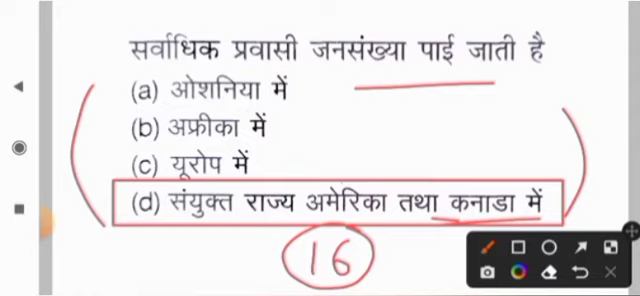 सर्वाधिक प्रवासी जनसंख्या पाई जाती है
(a) ओशनिया में
(b) अफ्रीका में
(c) यूरोप में
(d) संयुक्त राज्य अमेरिका तथा कनाडा में
16